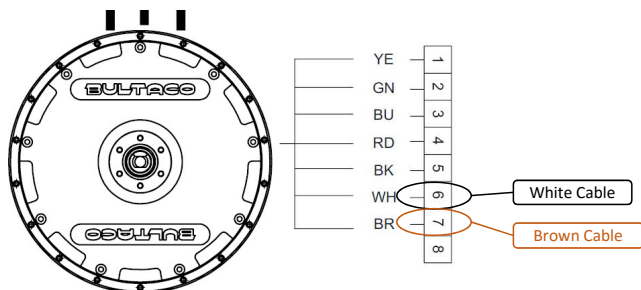 BULTACO
YE 1
GN 2
BU 3
RD 4
BK 5
WH 6 White Cable
BR 7 Brown Cable
8
BULTACO